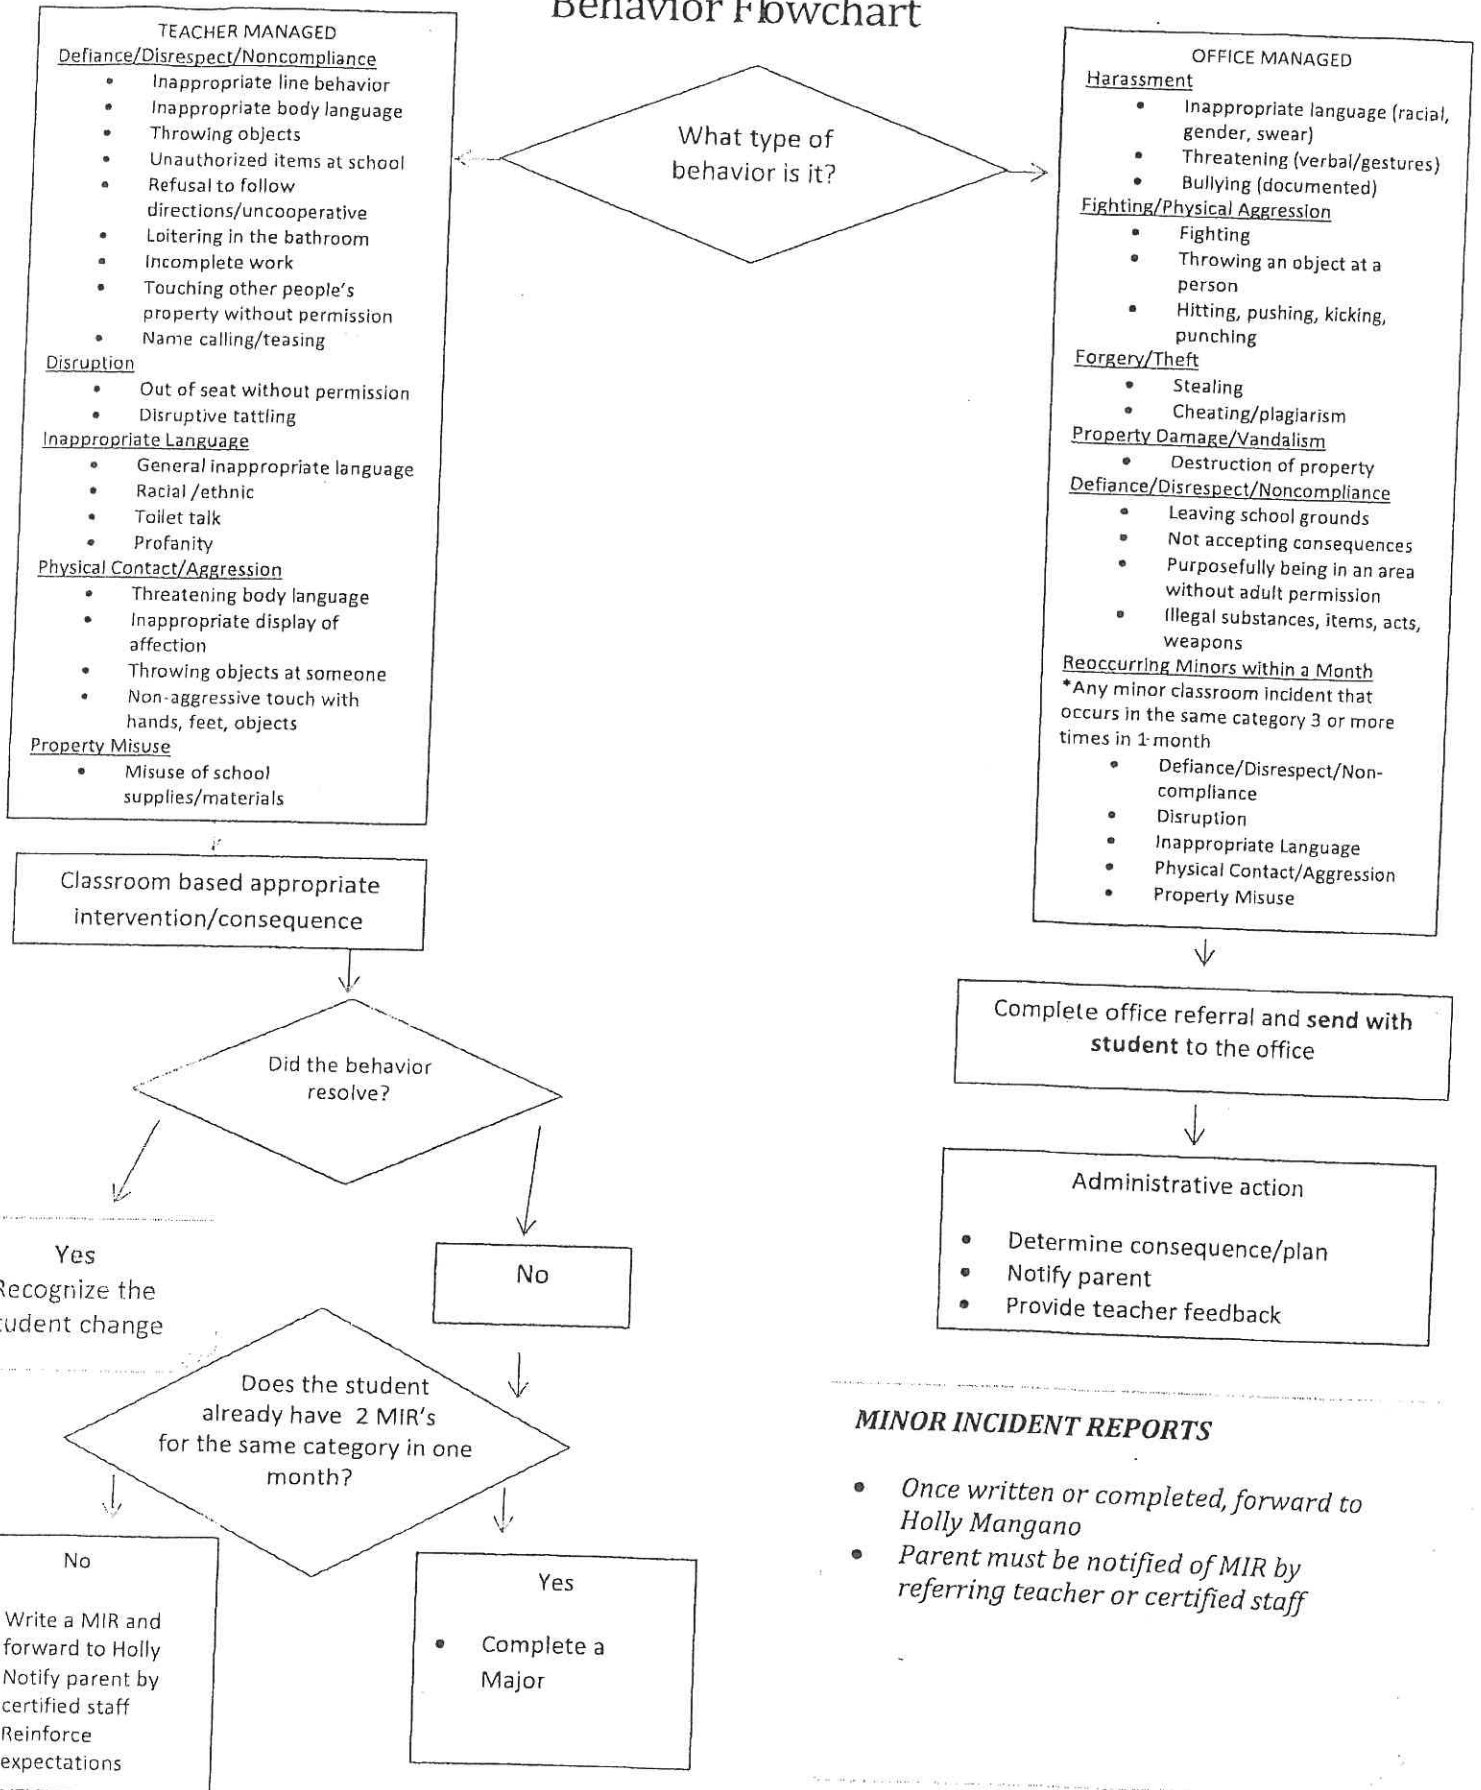 Behavior Flowchart
TEACHER MANAGED
Defiance/Disrespect/Noncompliance
• Inappropriate line behavior
• Inappropriate body language
• Throwing objects
• Unauthorized items at school
• Refusal to follow
directions/uncooperative
• Loitering in the bathroom
• Incomplete work
• Touching other people's
property without permission
• Name calling/teasing
Disruption
• Out of seat without permission
• Disruptive tattling
Inappropriate Language
• General inappropriate language
• Racial /ethnic
• Toilet talk
• Profanity
Physical Contact/Aggression
• Threatening body language
• Inappropriate display of
affection
• Throwing objects at someone
• Non-aggressive touch with
hands, feet, objects
Property Misuse
• Misuse of school
supplies/materials
What type of
behavior is it?
OFFICE MANAGED
Harassment
• Inappropriate language (racial,
gender, swear)
• Threatening (verbal/gestures)
• Bullying (documented)
Fighting/Physical Aggression
• Fighting
• Throwing an object at a
person
• Hitting, pushing, kicking,
punching
Forgery/Theft
• Stealing
• Cheating/plagiarism
Property Damage/Vandalism
• Destruction of property
Defiance/Disrespect/Noncompliance
• Leaving school grounds
• Not accepting consequences
• Purposefully being in an area
without adult permission
• Illegal substances, items, acts,
weapons
Reoccurring Minors within a Month
*Any minor classroom incident that
occurs in the same category 3 or more
times in 1-month
• Defiance/Disrespect/Non-
compliance
• Disruption
• Inappropriate Language
• Physical Contact/Aggression
• Property Misuse
Classroom based appropriate
intervention/consequence
Did the behavior
resolve?
Yes
Recognize the
tudent change
No
Does the student
already have 2 MIR's
for the same category in one
month?
No
Write a MIR and
forward to Holly
Notify parent by
certified staff
Reinforce
expectations
Yes
• Complete a
Major
Complete office referral and send with
student to the office
Administrative action
• Determine consequence/plan
• Notify parent
• Provide teacher feedback
MINOR INCIDENT REPORTS
• Once written or completed, forward to
Holly Mangano
• Parent must be notified of MIR by
referring teacher or certified staff